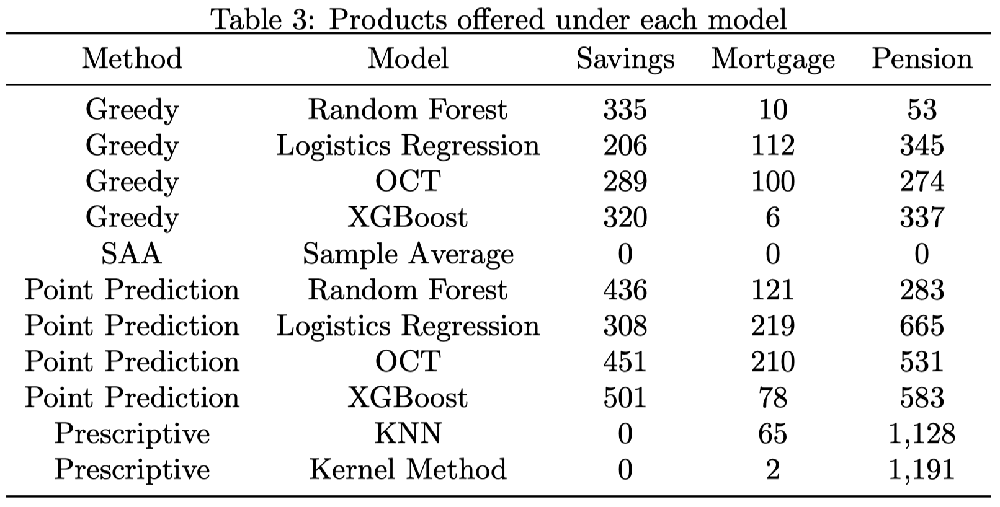 Table 3: Products offered under each model
Method Model Savings Mortgage Pension
Greedy Random Forest 335 10 53
Greedy Logistics Regression 206 112 345
Greedy OCT 289 100 274
Greedy XGBoost 320 6 337
SAA Sample Average 0 0 0
Point Prediction Random Forest 436 121 283
Point Prediction Logistics Regression 308 219 665
Point Prediction OCT 451 210 531
Point Prediction XGBoost 501 78 583
Prescriptive KNN 0 65 1,128
Prescriptive Kernel Method 0 2 1,191